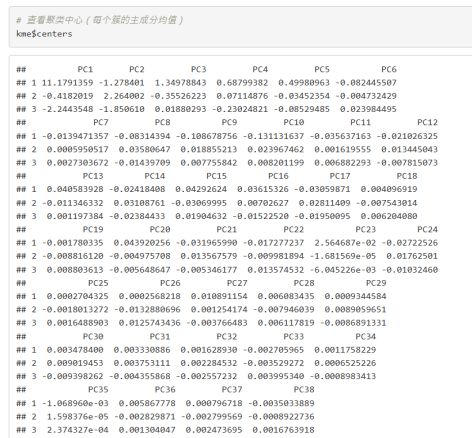 # 查看聚类中心（每个簇的主成分均值）
kme$centers
##          PC1       PC2         PC3         PC4         PC5          PC6
## 1 11.1791359 -1.278401  1.34978843  0.68799382  0.49980963 -0.082445507
## 2 -0.4182019  2.264002 -0.35526223  0.07114876 -0.03452354 -0.004732429
## 3 -2.2443548 -1.850610  0.01880293 -0.23024821 -0.08529485  0.023984495
##             PC7         PC8          PC9         PC10         PC11         PC12
## 1 -0.0139471357 -0.08314394 -0.108678756 -0.131131637 -0.035637163 -0.021026325
## 2  0.0005950517  0.03580647  0.018855213  0.023967462  0.001619555  0.013445043
## 3  0.0027303672 -0.01439709  0.007755842  0.008201199  0.006882293 -0.007815073
##           PC13        PC14        PC15        PC16        PC17         PC18
## 1  0.040583928 -0.02418408  0.04292624  0.03615326 -0.03059871  0.004096919
## 2 -0.011346332  0.03108761 -0.03069995  0.00702627  0.02811409 -0.007543014
## 3  0.001197384 -0.02384433  0.01904632 -0.01522520 -0.01950095  0.006204080
##           PC19         PC20         PC21         PC22          PC23        PC24
## 1 -0.001780335  0.043920256 -0.031965990 -0.017277237  2.564687e-02 -0.02722526
## 2 -0.008816120 -0.004975708  0.013567579 -0.009981894 -1.681569e-05  0.01762501
## 3  0.008803613 -0.005648647 -0.005346177  0.013574532 -6.045226e-03 -0.01032460
##            PC25          PC26         PC27         PC28          PC29
## 1  0.0002704325  0.0002568218  0.010891154  0.006083435  0.0009344584
## 2 -0.0018013272 -0.0132880696  0.001254174 -0.007946039  0.0089059651
## 3  0.0016488903  0.0125743436 -0.003766483  0.006117819 -0.0086891331
##           PC30         PC31         PC32         PC33          PC34
## 1  0.003478400  0.003330886  0.001628930 -0.002705965  0.0011758229
## 2  0.009019453  0.003753111  0.002284532 -0.003529272  0.0006525226
## 3 -0.009398262 -0.004355868 -0.002557232  0.003995340 -0.0008983413
##            PC35         PC36         PC37          PC38
## 1 -1.068960e-03  0.005867778  0.000796718 -0.0035033889
## 2  1.598376e-05 -0.002829871 -0.002799569 -0.0008922736
## 3  2.374327e-04  0.001304047  0.002473695  0.0016763918